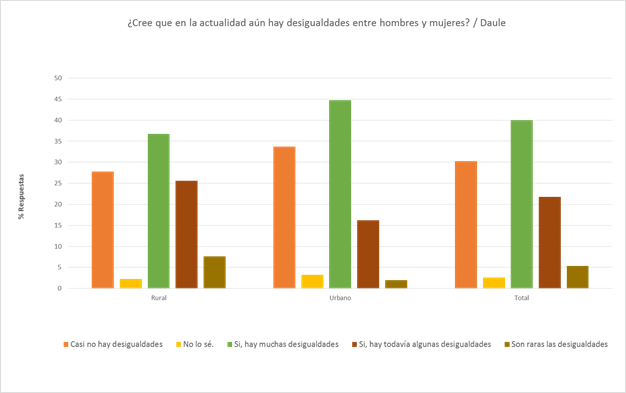 ¿Cree que en la actualidad aún hay desigualdades entre hombres y mujeres? / Daule
50
45
40
35
30
25
20
15
10
5
0
% Respuestas
Rural Urbano Total
Casi no hay desigualdades No lo sé. Si, hay muchas desigualdades Si, hay todavía algunas desigualdades Son raras las desigualdades